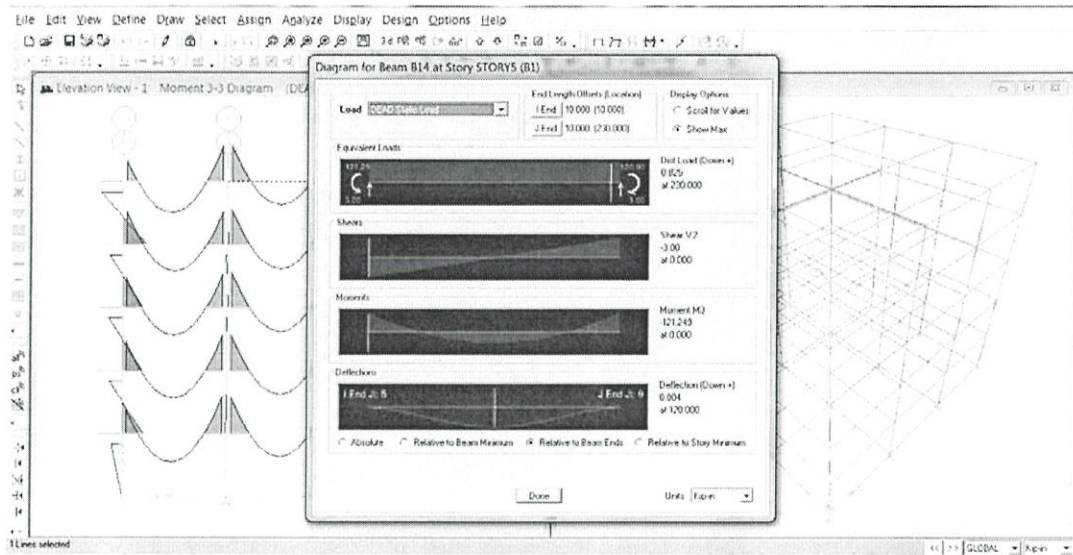 File Edit View Define Draw Select Assign Analyze Display Design Options Help
Elevation View - 1 Moment 3-3 Diagram (DEA
Diagram for Beam B14 at Story STORY5 (B1)
Load DEAD Static Load
End Length Offsets (Location)
I End 10.000 (10.000)
J End 10.000 (230.000)
Display Options
Scroll for Values
Show Max
Equivalent Loads
3.00
3.00
Dist Load (Down +)
0.025
at 230.000
Shears
Shear V2
-3.00
at 0.000
Moments
Moment M3
-121.249
at 0.000
Deflections
I End Jt: 5
J End Jt: 9
Deflection (Down +)
0.004
at 120.000
Absolute
Relative to Beam Minimum
Relative to Beam Ends
Relative to Story Minimum
Done
Units Kip-in
1 Lines selected
<< >> GLOBAL Kip-in